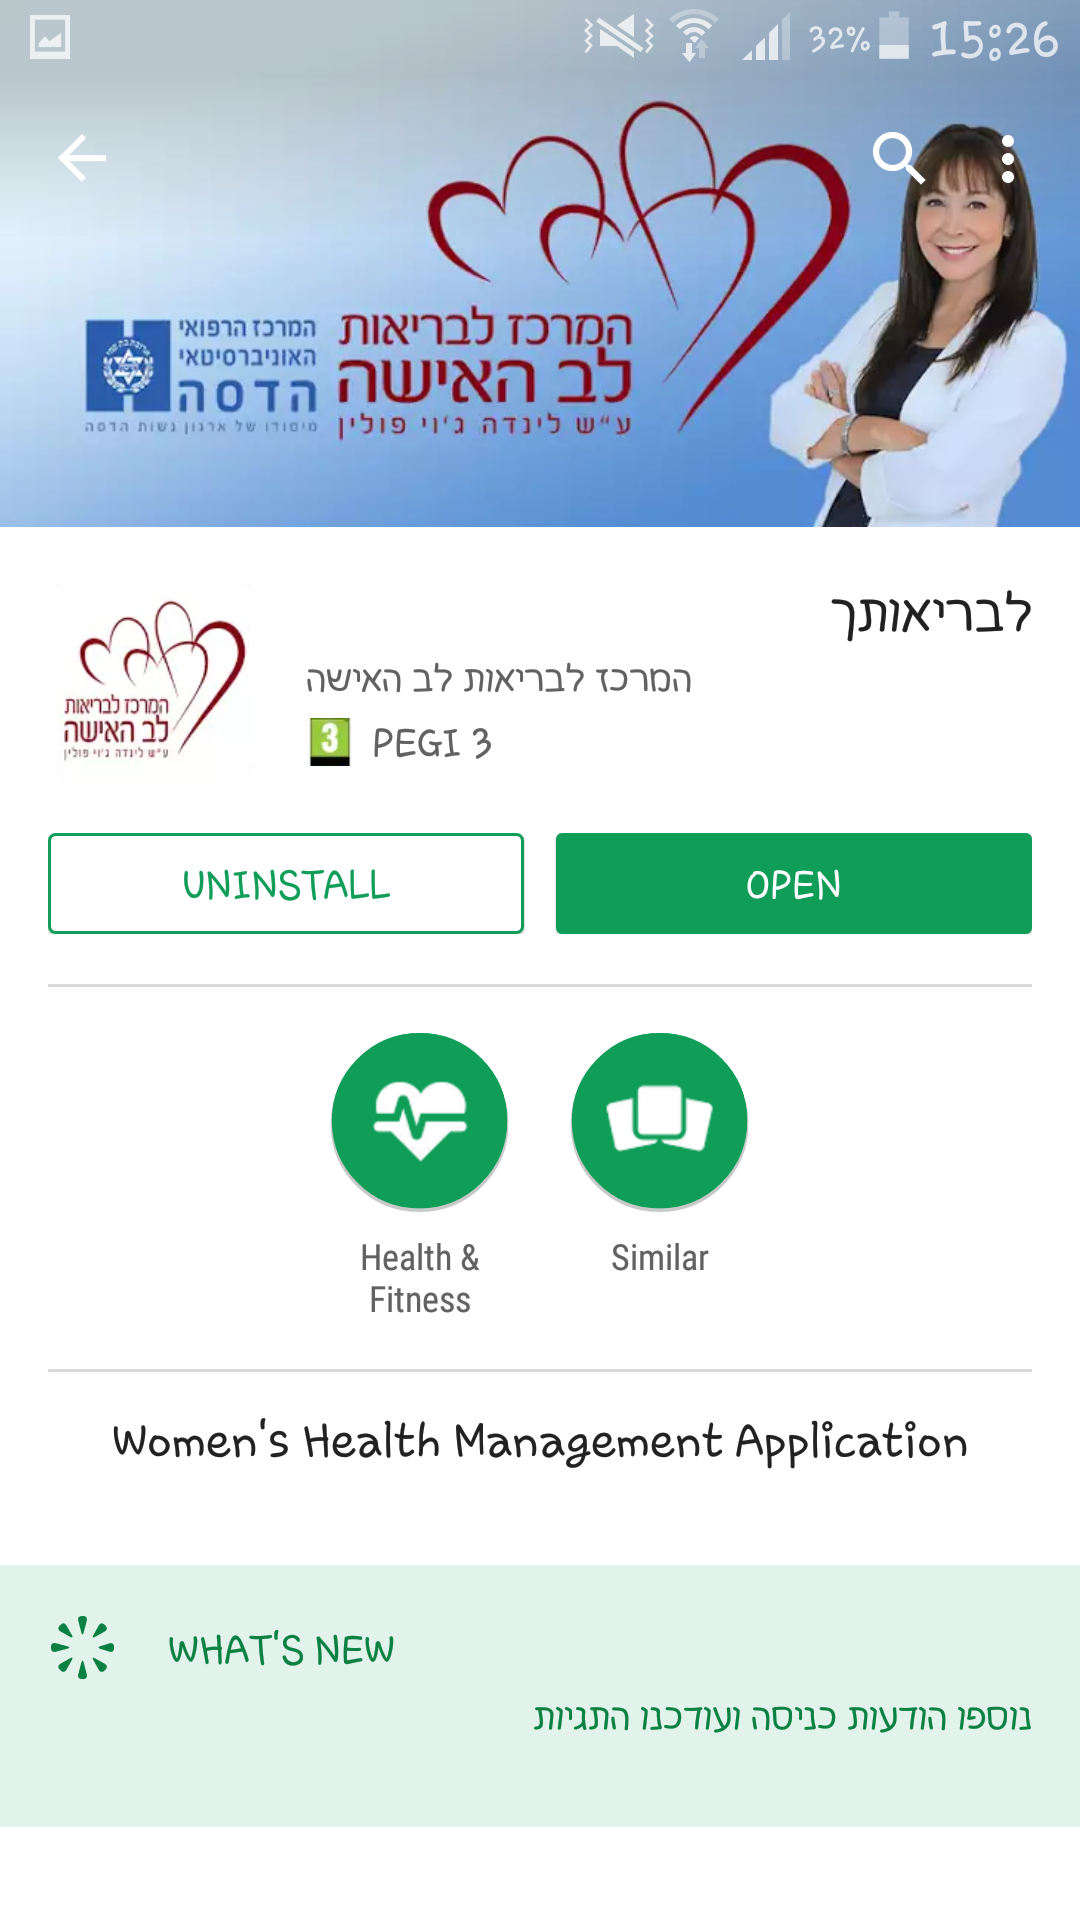 32% 15:26
המרכז הרפואי
האוניברסיטאי
הדסה
מיסודו של ארגון נשות הדסה
המרכז לבריאות
לב האישה
ע"ש לינדה ג'וי פולין
לבריאותך
המרכז לבריאות
לב האישה
ע"ש לינדה ג'וי פולין
המרכז לבריאות לב האישה
3 PEGI 3
UNINSTALL OPEN
Health & Similar
Fitness
Women's Health Management Application
WHAT'S NEW
נוספו הודעות כניסה ועודכנו התגיות